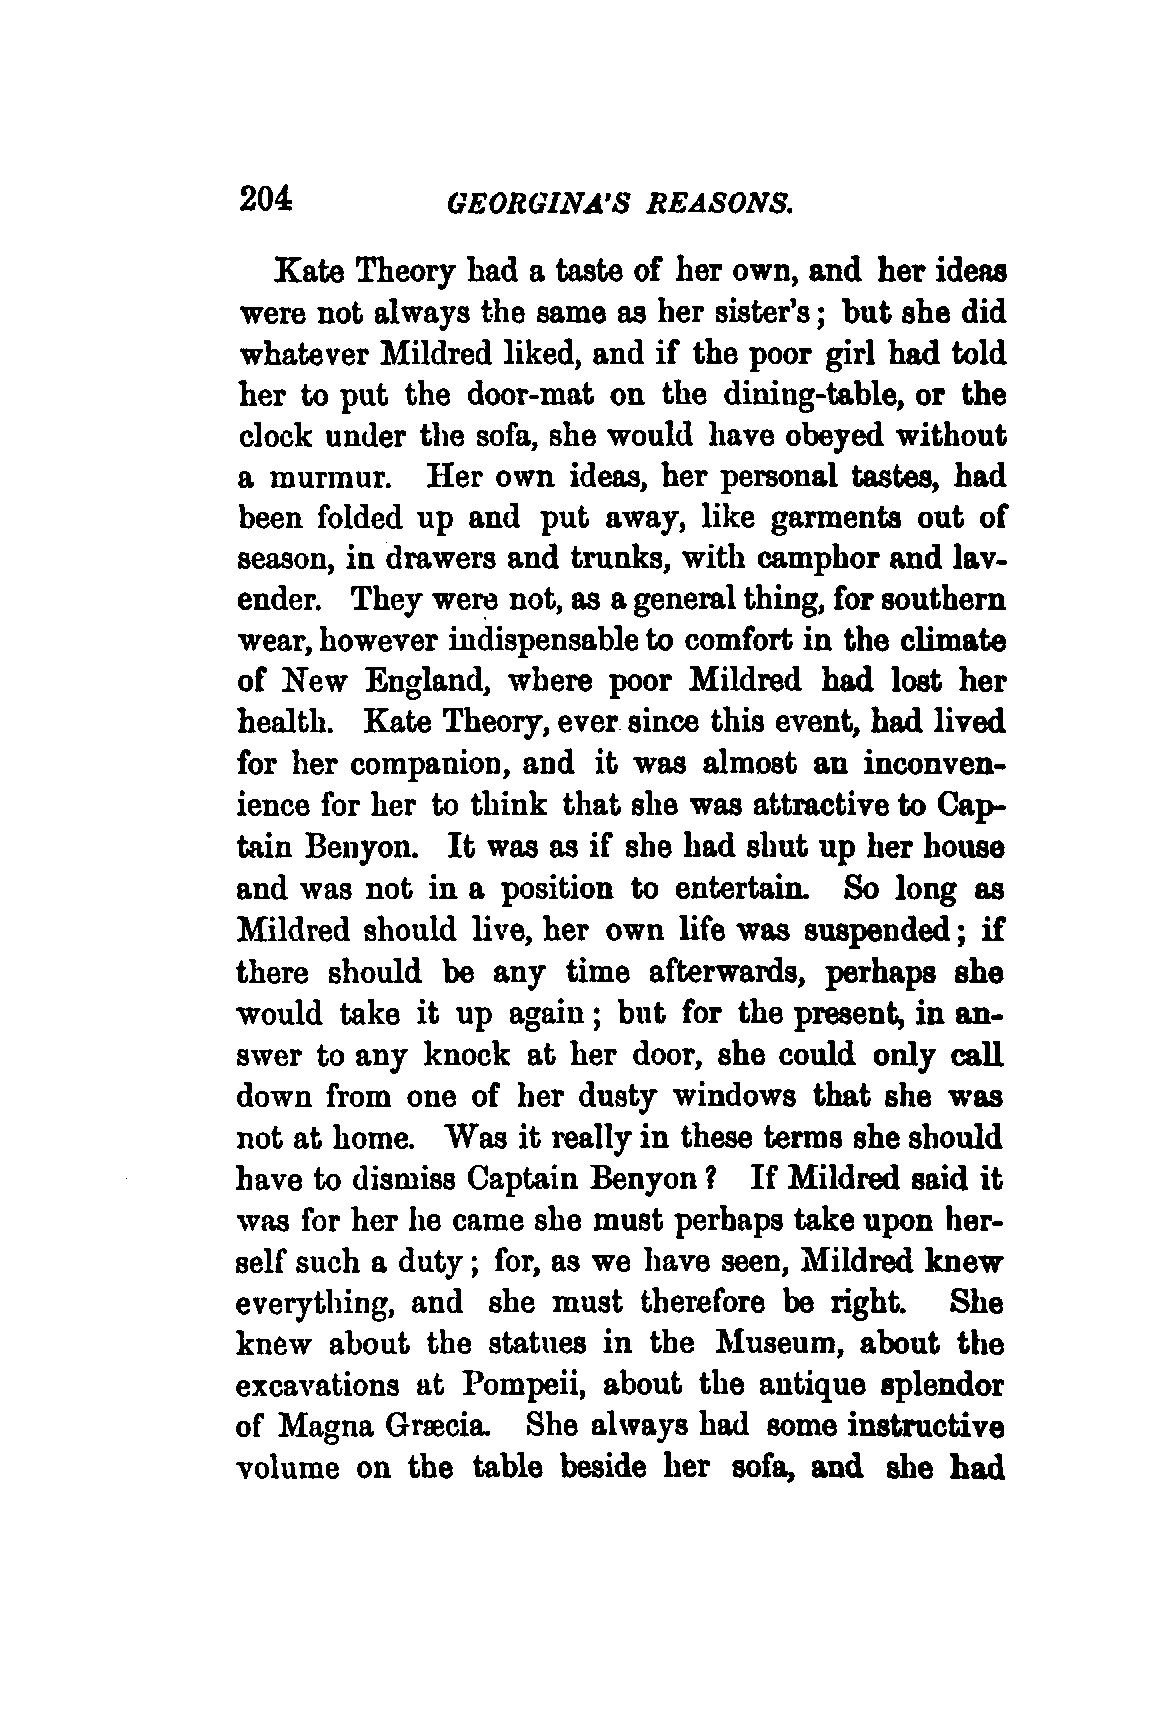 204 GEORGINA'S REASONS.
Kate Theory had a taste of her own, and her ideas
were not always the same as her sister's; but she did
whatever Mildred liked, and if the poor girl had told
her to put the door-mat on the dining-table, or the
clock under the sofa, she would have obeyed without
a murmur. Her own ideas, her personal tastes, had
been folded up and put away, like garments out of
season, in drawers and trunks, with camphor and lav-
ender. They were not, as a general thing, for southern
wear, however indispensable to comfort in the climate
of New England, where poor Mildred had lost her
health. Kate Theory, ever since this event, had lived
for her companion, and it was almost an inconven-
ience for her to think that she was attractive to Cap-
tain Benyon. It was as if she had shut up her house
and was not in a position to entertain. So long as
Mildred should live, her own life was suspended; if
there should be any time afterwards, perhaps she
would take it up again; but for the present, in an-
swer to any knock at her door, she could only call
down from one of her dusty windows that she was
not at home. Was it really in these terms she should
have to dismiss Captain Benyon? If Mildred said it
was for her he came she must perhaps take upon her-
self such a duty; for, as we have seen, Mildred knew
everything, and she must therefore be right. She
knew about the statues in the Museum, about the
excavations at Pompeii, about the antique splendor
of Magna Græcia. She always had some instructive
volume on the table beside her sofa, and she had